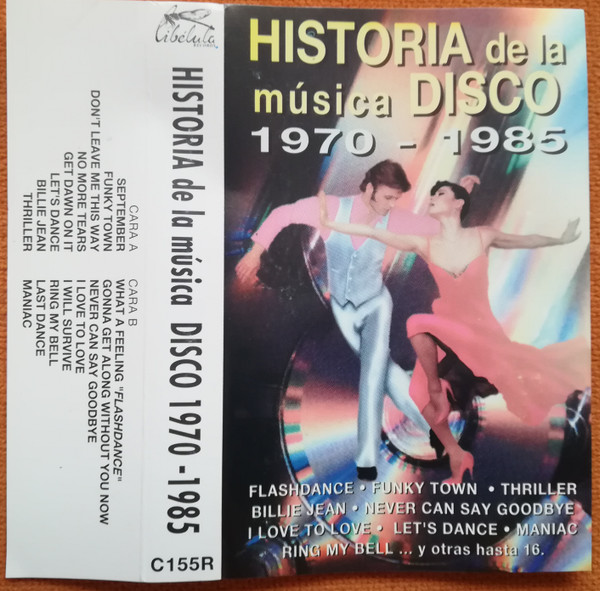 Libélula
RECORDS
HISTORIA de la
música DISCO
1970 - 1985
FLASHDANCE • FUNKY TOWN • THRILLER
BILLIE JEAN • NEVER CAN SAY GOODBYE
I LOVE TO LOVE • LET'S DANCE • MANIAC
RING MY BELL ... y otras hasta 16.
HISTORIA de la música DISCO 1970 - 1985
C155R
CARA A
SEPTEMBER
FUNKY TOWN
DON'T LEAVE ME THIS WAY
NO MORE TEARS
GET DAWN ON IT
LET'S DANCE
BILLIE JEAN
THRILLER
CARA B
WHAT A FEELING "FLASHDANCE"
GONNA GET ALONG WITHOUT YOU NOW
NEVER CAN SAY GOODBYE
I LOVE TO LOVE
I WILL SURVIVE
RING MY BELL
LAST DANCE
MANIAC